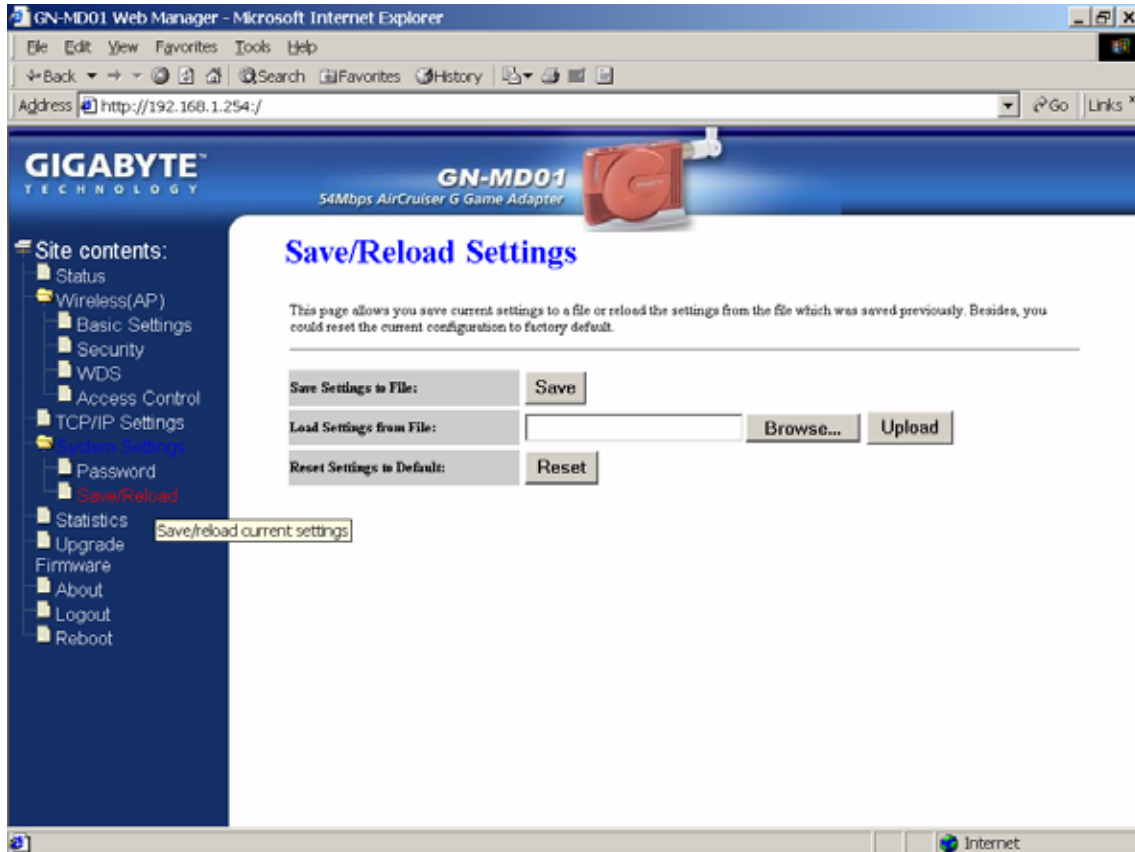 GN-MD01 Web Manager - Microsoft Internet Explorer
File Edit View Favorites Tools Help
Back Search Favorites History
Address http://192.168.1.254:/ Go Links
GIGABYTE™
TECHNOLOGY
GN-MD01
54Mbps AirCruiser G Game Adapter
Site contents:
Status
Wireless(AP)
Basic Settings
Security
WDS
Access Control
TCP/IP Settings
System Settings
Password
Save/Reload
Statistics
Upgrade
Firmware
About
Logout
Reboot
Save/reload current settings
Save/Reload Settings
This page allows you save current settings to a file or reload the settings from the file which was saved previously. Besides, you
could reset the current configuration to factory default.
Save Settings to File: Save
Load Settings from File: Browse... Upload
Reset Settings to Default: Reset
Internet